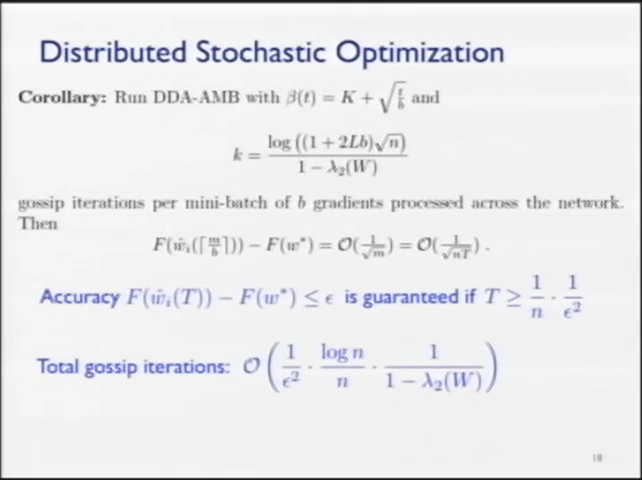 Distributed Stochastic Optimization
Corollary: Run DDA-AMB with β(t) = K + √(t/b) and
k = log((1 + 2Lb)√n) / (1 − λ₂(W))
gossip iterations per mini-batch of b gradients processed across the network.
Then
F(ŵᵢ(⌈m/b⌉)) − F(w*) = O(1/√m) = O(1/√(nT)) .
Accuracy F(ŵᵢ(T)) − F(w*) ≤ ϵ is guaranteed if T ≥ 1/n · 1/ϵ²
Total gossip iterations: O(1/ϵ² · log n/n · 1/(1 − λ₂(W)))
18